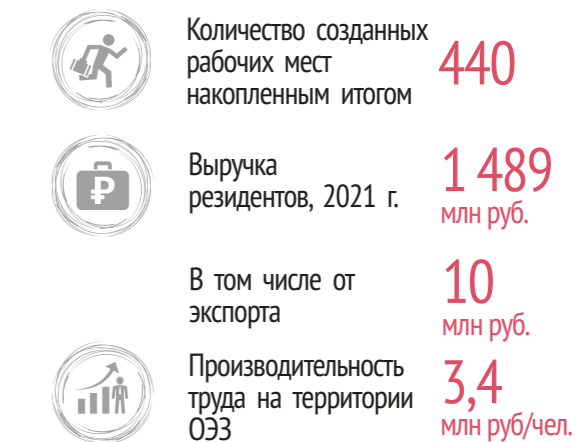 Количество созданных
рабочих мест
накопленным итогом
440
Выручка
резидентов, 2021 г.
1 489
млн руб.
В том числе от
экспорта
10
млн руб.
Производительность
труда на территории
ОЭЗ
3,4
млн руб/чел.